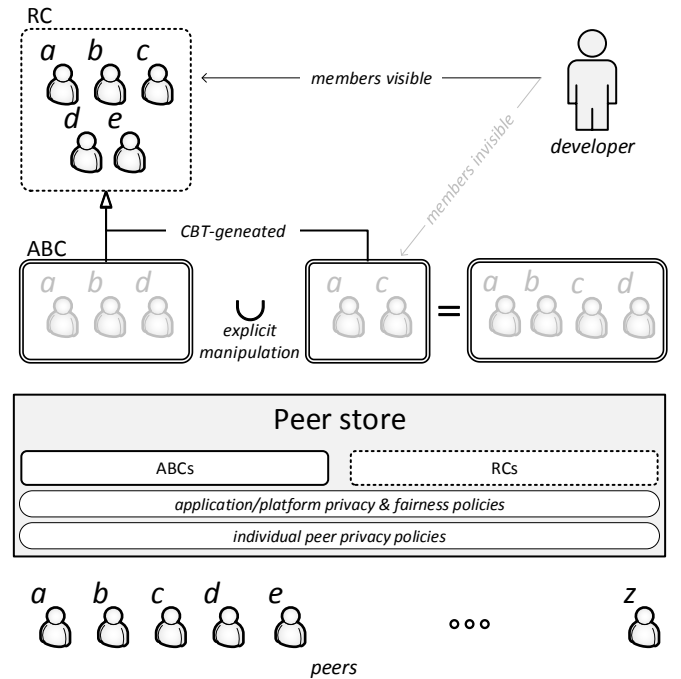 RC
a b c
d e
members visible
developer
members invisible
CBT-geneated
ABC
a b d
∪
explicit
manipulation
a c
=
a b c d
Peer store
ABCs
RCs
application/platform privacy & fairness policies
individual peer privacy policies
a b c d e z
peers